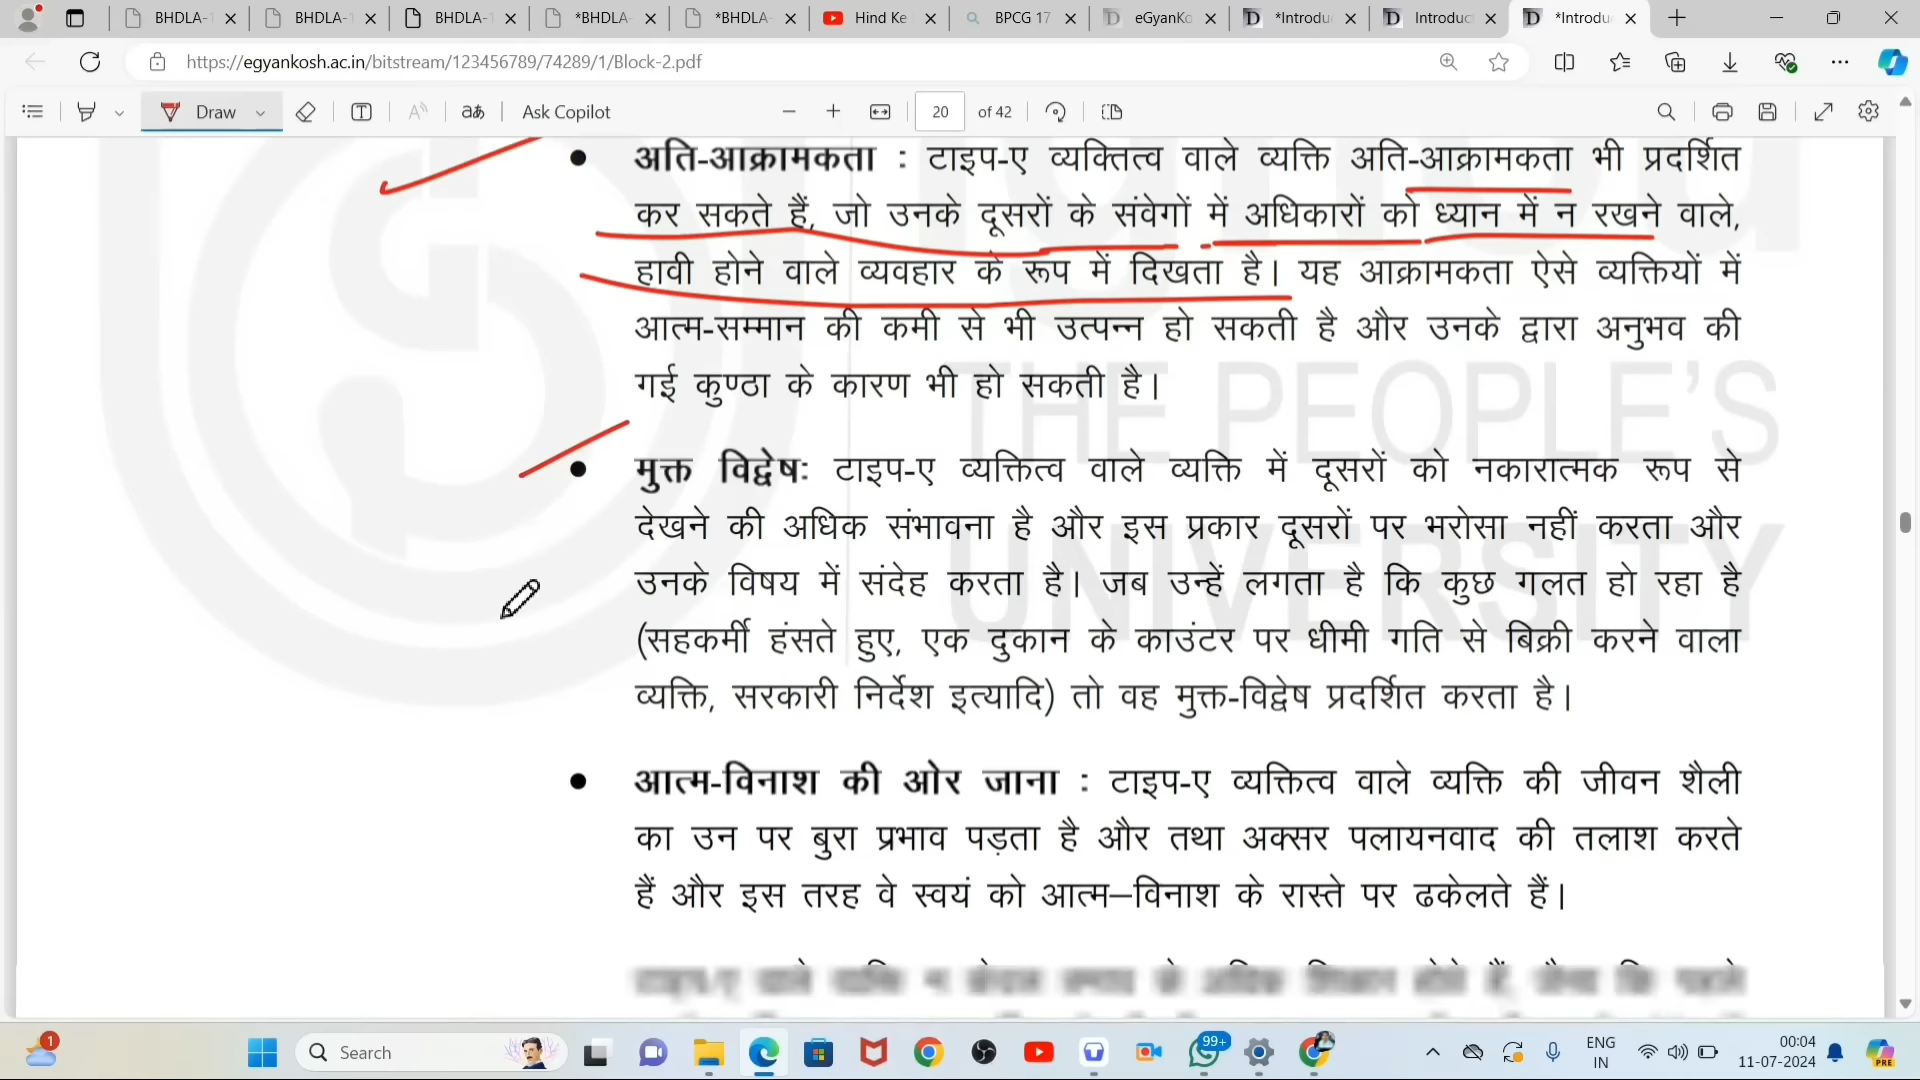 BHDLA-1
BHDLA-1
BHDLA-1
*BHDLA-
*BHDLA-
Hind Ke
BPCG 17
eGyanKo
*Introdu
Introduc
*Introdu
https://egyankosh.ac.in/bitstream/123456789/74289/1/Block-2.pdf
Draw
Ask Copilot
20 of 42
अति-आक्रामकता : टाइप-ए व्यक्तित्व वाले व्यक्ति अति-आक्रामकता भी प्रदर्शित
कर सकते हैं, जो उनके दूसरों के संवेगों में अधिकारों को ध्यान में न रखने वाले,
हावी होने वाले व्यवहार के रूप में दिखता है। यह आक्रामकता ऐसे व्यक्तियों में
आत्म-सम्मान की कमी से भी उत्पन्न हो सकती है और उनके द्वारा अनुभव की
गई कुण्ठा के कारण भी हो सकती है।
THE PEOPLE'S
UNIVERSITY
मुक्त विद्वेषः टाइप-ए व्यक्तित्व वाले व्यक्ति में दूसरों को नकारात्मक रूप से
देखने की अधिक संभावना है और इस प्रकार दूसरों पर भरोसा नहीं करता और
उनके विषय में संदेह करता है। जब उन्हें लगता है कि कुछ गलत हो रहा है
(सहकर्मी हंसते हुए, एक दुकान के काउंटर पर धीमी गति से बिक्री करने वाला
व्यक्ति, सरकारी निर्देश इत्यादि) तो वह मुक्त-विद्वेष प्रदर्शित करता है।
आत्म-विनाश की ओर जाना : टाइप-ए व्यक्तित्व वाले व्यक्ति की जीवन शैली
का उन पर बुरा प्रभाव पड़ता है और तथा अक्सर पलायनवाद की तलाश करते
हैं और इस तरह वे स्वयं को आत्म–विनाश के रास्ते पर ढकेलते हैं।
1
Search
99+
ENG
IN
00:04
11-07-2024
PRE